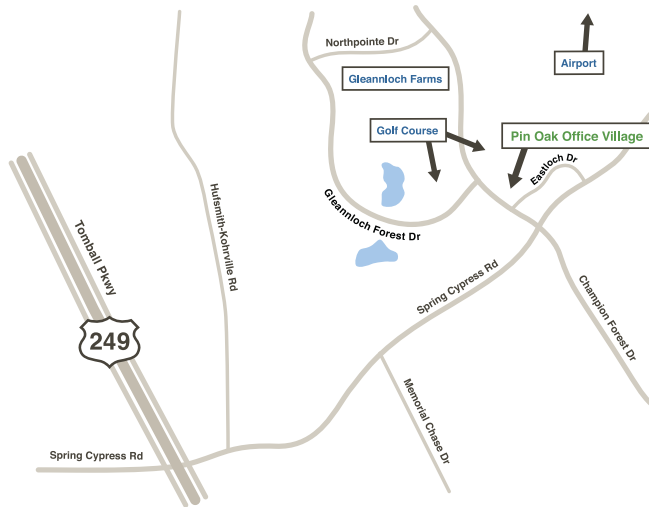 Northpointe Dr
Airport
Gleannloch Farms
Golf Course
Pin Oak Office Village
Eastloch Dr
Gleannloch Forest Dr
Hufsmith-Kohrville Rd
Tomball Pkwy
249
Spring Cypress Rd
Champion Forest Dr
Memorial Chase Dr
Spring Cypress Rd